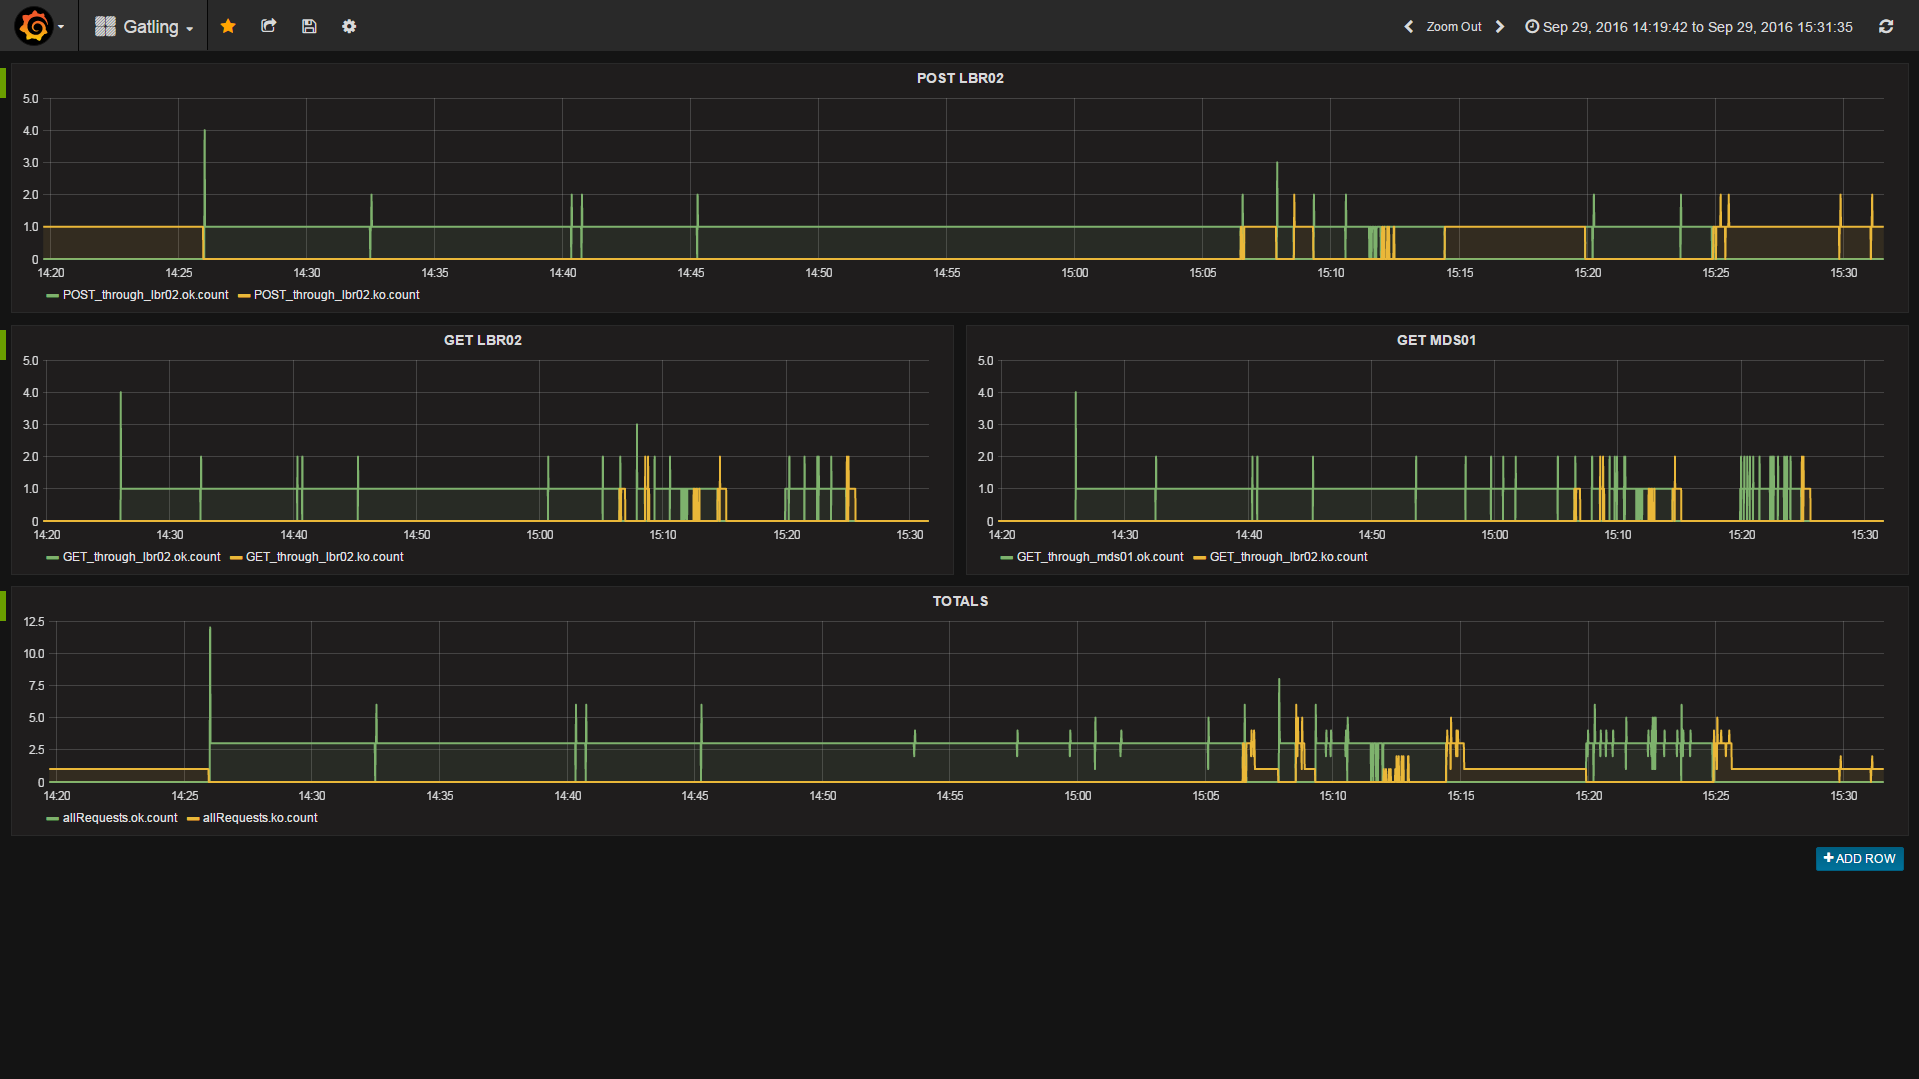 Gatling
Zoom Out
Sep 29, 2016 14:19:42 to Sep 29, 2016 15:31:35
POST LBR02
5.0
4.0
3.0
2.0
1.0
0
14:20 14:25 14:30 14:35 14:40 14:45 14:50 14:55 15:00 15:05 15:10 15:15 15:20 15:25 15:30
POST_through_lbr02.ok.count POST_through_lbr02.ko.count
GET LBR02
5.0
4.0
3.0
2.0
1.0
0
14:20 14:30 14:40 14:50 15:00 15:10 15:20 15:30
GET_through_lbr02.ok.count GET_through_lbr02.ko.count
GET MDS01
5.0
4.0
3.0
2.0
1.0
0
14:20 14:30 14:40 14:50 15:00 15:10 15:20 15:30
GET_through_mds01.ok.count GET_through_lbr02.ko.count
TOTALS
12.5
10.0
7.5
5.0
2.5
0
14:20 14:25 14:30 14:35 14:40 14:45 14:50 14:55 15:00 15:05 15:10 15:15 15:20 15:25 15:30
allRequests.ok.count allRequests.ko.count
ADD ROW